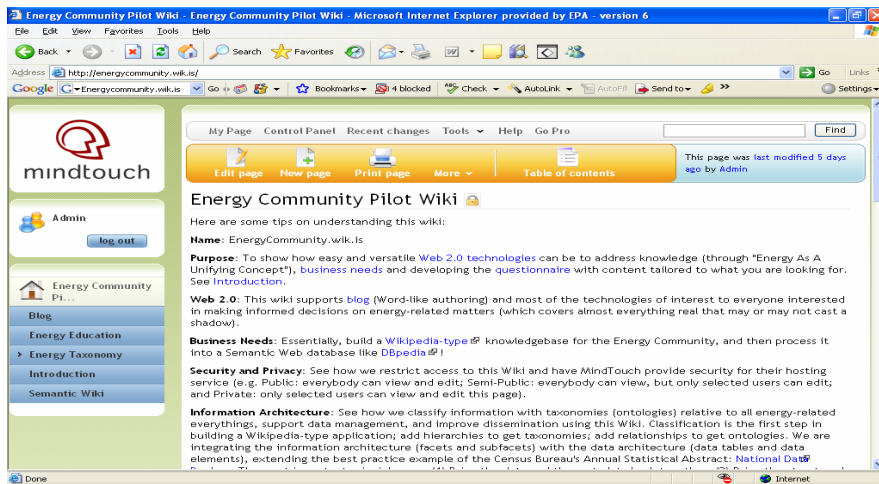 Energy Community Pilot Wiki - Energy Community Pilot Wiki - Microsoft Internet Explorer provided by EPA - version 6
File Edit View Favorites Tools Help
Back Search Favorites
Address http://energycommunity.wik.is/ Go Links
Google G Energycommunity.wik.is Go Bookmarks 4 blocked Check AutoLink AutoFill Send to Settings
mindtouch
Admin
log out
Energy Community
Pi...
Blog
Energy Education
Energy Taxonomy
Introduction
Semantic Wiki
My Page Control Panel Recent changes Tools Help Go Pro Find
Edit page New page Print page More Table of contents
This page was last modified 5 days
ago by Admin
Energy Community Pilot Wiki
Here are some tips on understanding this wiki:
Name: EnergyCommunity.wik.is
Purpose: To show how easy and versatile Web 2.0 technologies can be to address knowledge (through "Energy As A
Unifying Concept"), business needs and developing the questionnaire with content tailored to what you are looking for.
See Introduction.
Web 2.0: This wiki supports blog (Word-like authoring) and most of the technologies of interest to everyone interested
in making informed decisions on energy-related matters (which covers almost everything real that may or may not cast a
shadow).
Business Needs: Essentially, build a Wikipedia-type knowledgebase for the Energy Community, and then process it
into a Semantic Web database like DBpedia !
Security and Privacy: See how we restrict access to this Wiki and have MindTouch provide security for their hosting
service (e.g. Public: everybody can view and edit; Semi-Public: everybody can view, but only selected users can edit;
and Private: only selected users can view and edit this page).
Information Architecture: See how we classify information with taxonomies (ontologies) relative to all energy-related
everythings, support data management, and improve dissemination using this Wiki. Classification is the first step in
building a Wikipedia-type application; add hierarchies to get taxonomies; add relationships to get ontologies. We are
integrating the information architecture (facets and subfacets) with the data architecture (data tables and data
elements), extending the best practice example of the Census Bureau's Annual Statistical Abstract: National Data
Done Internet